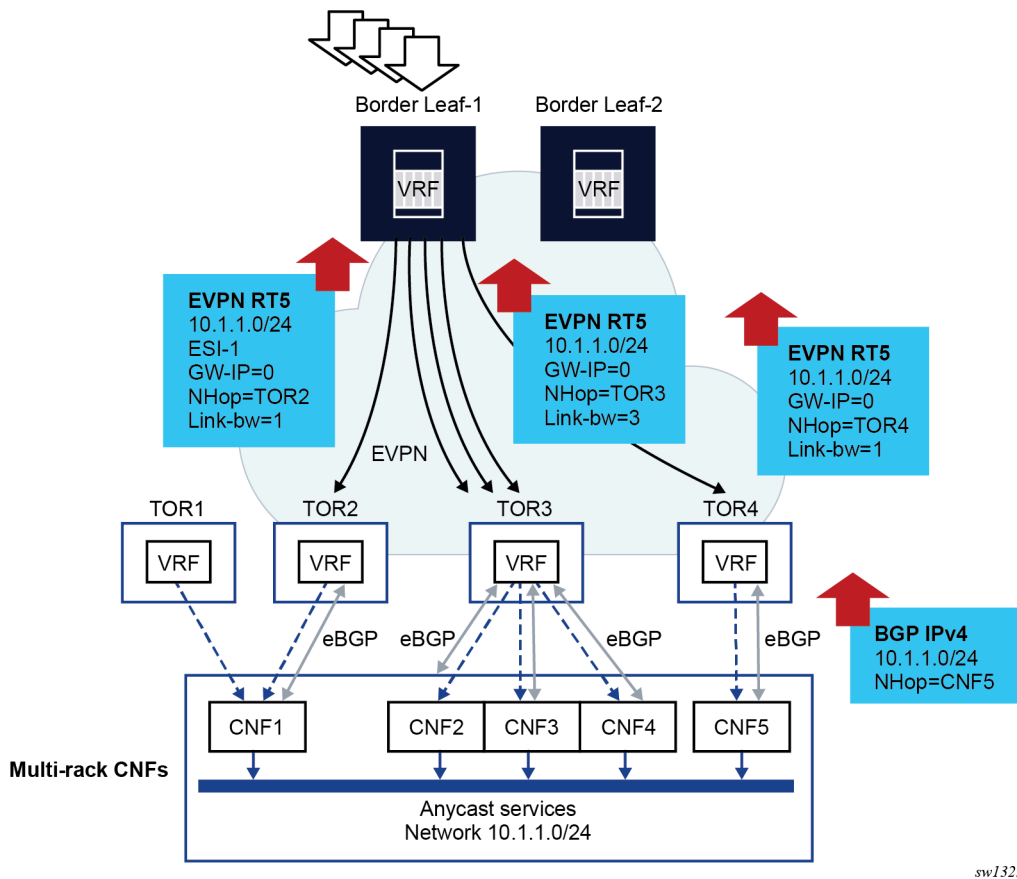 Border Leaf-1
Border Leaf-2
VRF
VRF
EVPN RT5
10.1.1.0/24
ESI-1
GW-IP=0
NHop=TOR2
Link-bw=1
EVPN RT5
10.1.1.0/24
GW-IP=0
NHop=TOR3
Link-bw=3
EVPN RT5
10.1.1.0/24
GW-IP=0
NHop=TOR4
Link-bw=1
EVPN
TOR1
TOR2
TOR3
TOR4
VRF
VRF
VRF
VRF
eBGP
eBGP
eBGP
eBGP
BGP IPv4
10.1.1.0/24
NHop=CNF5
CNF1
CNF2
CNF3
CNF4
CNF5
Multi-rack CNFs
Anycast services
Network 10.1.1.0/24
sw132